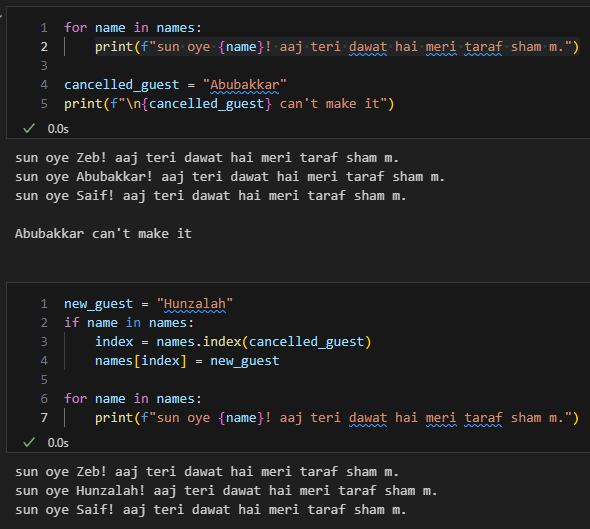 1 for name in names:
2 print(f"sun oye {name}! aaj teri dawat hai meri taraf sham m.")
3
4 cancelled_guest = "Abubakkar"
5 print(f"\n{cancelled_guest} can't make it")
0.0s
sun oye Zeb! aaj teri dawat hai meri taraf sham m.
sun oye Abubakkar! aaj teri dawat hai meri taraf sham m.
sun oye Saif! aaj teri dawat hai meri taraf sham m.
Abubakkar can't make it
1 new_guest = "Hunzalah"
2 if name in names:
3 index = names.index(cancelled_guest)
4 names[index] = new_guest
5
6 for name in names:
7 print(f"sun oye {name}! aaj teri dawat hai meri taraf sham m.")
0.0s
sun oye Zeb! aaj teri dawat hai meri taraf sham m.
sun oye Hunzalah! aaj teri dawat hai meri taraf sham m.
sun oye Saif! aaj teri dawat hai meri taraf sham m.